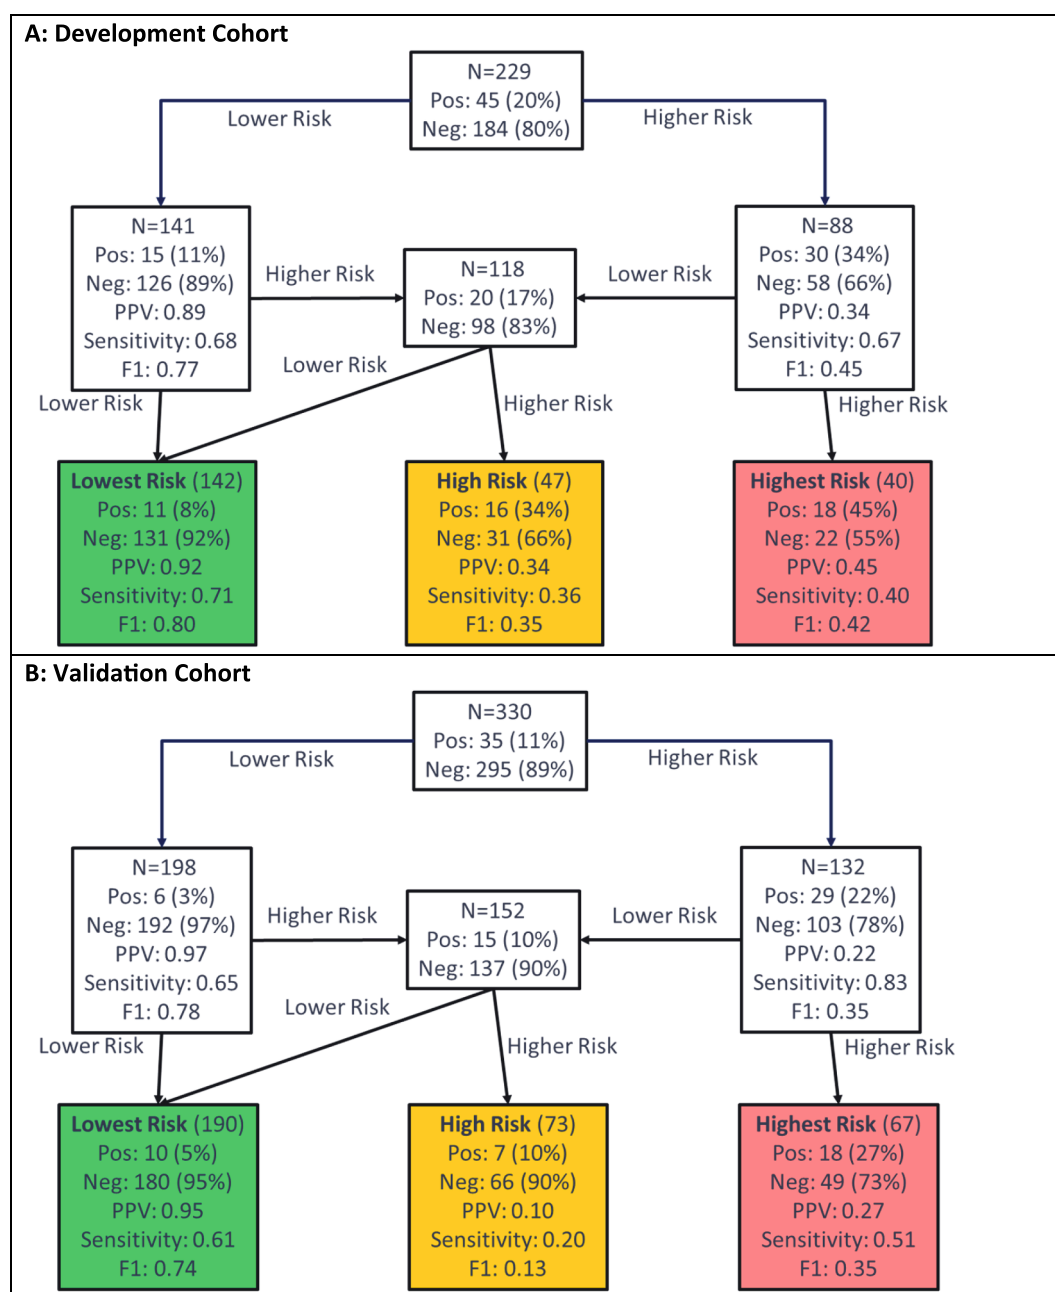 A: Development Cohort
N=229
Pos: 45 (20%)
Neg: 184 (80%)
Lower Risk
Higher Risk
N=141
Pos: 15 (11%)
Neg: 126 (89%)
PPV: 0.89
Sensitivity: 0.68
F1: 0.77
Higher Risk
N=118
Pos: 20 (17%)
Neg: 98 (83%)
Lower Risk
N=88
Pos: 30 (34%)
Neg: 58 (66%)
PPV: 0.34
Sensitivity: 0.67
F1: 0.45
Lower Risk
Lower Risk
Higher Risk
Higher Risk
Lowest Risk (142)
Pos: 11 (8%)
Neg: 131 (92%)
PPV: 0.92
Sensitivity: 0.71
F1: 0.80
High Risk (47)
Pos: 16 (34%)
Neg: 31 (66%)
PPV: 0.34
Sensitivity: 0.36
F1: 0.35
Highest Risk (40)
Pos: 18 (45%)
Neg: 22 (55%)
PPV: 0.45
Sensitivity: 0.40
F1: 0.42
B: Validation Cohort
N=330
Pos: 35 (11%)
Neg: 295 (89%)
Lower Risk
Higher Risk
N=198
Pos: 6 (3%)
Neg: 192 (97%)
PPV: 0.97
Sensitivity: 0.65
F1: 0.78
Higher Risk
N=152
Pos: 15 (10%)
Neg: 137 (90%)
Lower Risk
N=132
Pos: 29 (22%)
Neg: 103 (78%)
PPV: 0.22
Sensitivity: 0.83
F1: 0.35
Lower Risk
Lower Risk
Higher Risk
Higher Risk
Lowest Risk (190)
Pos: 10 (5%)
Neg: 180 (95%)
PPV: 0.95
Sensitivity: 0.61
F1: 0.74
High Risk (73)
Pos: 7 (10%)
Neg: 66 (90%)
PPV: 0.10
Sensitivity: 0.20
F1: 0.13
Highest Risk (67)
Pos: 18 (27%)
Neg: 49 (73%)
PPV: 0.27
Sensitivity: 0.51
F1: 0.35